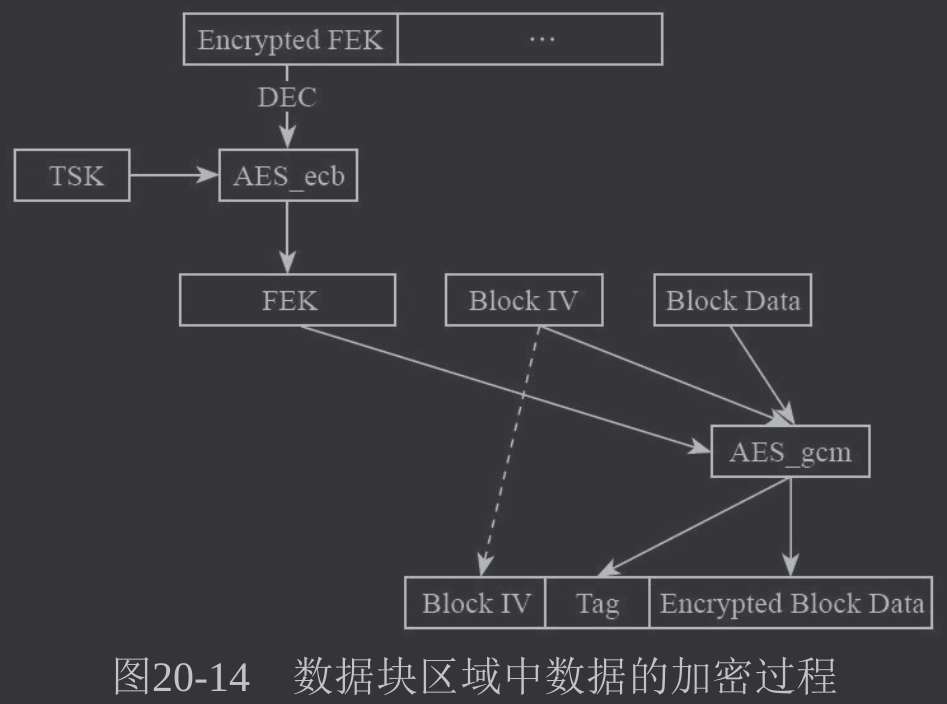 Encrypted FEK ...
DEC
TSK AES_ecb
FEK Block IV Block Data
AES_gcm
Block IV Tag Encrypted Block Data
图20-14 数据块区域中数据的加密过程